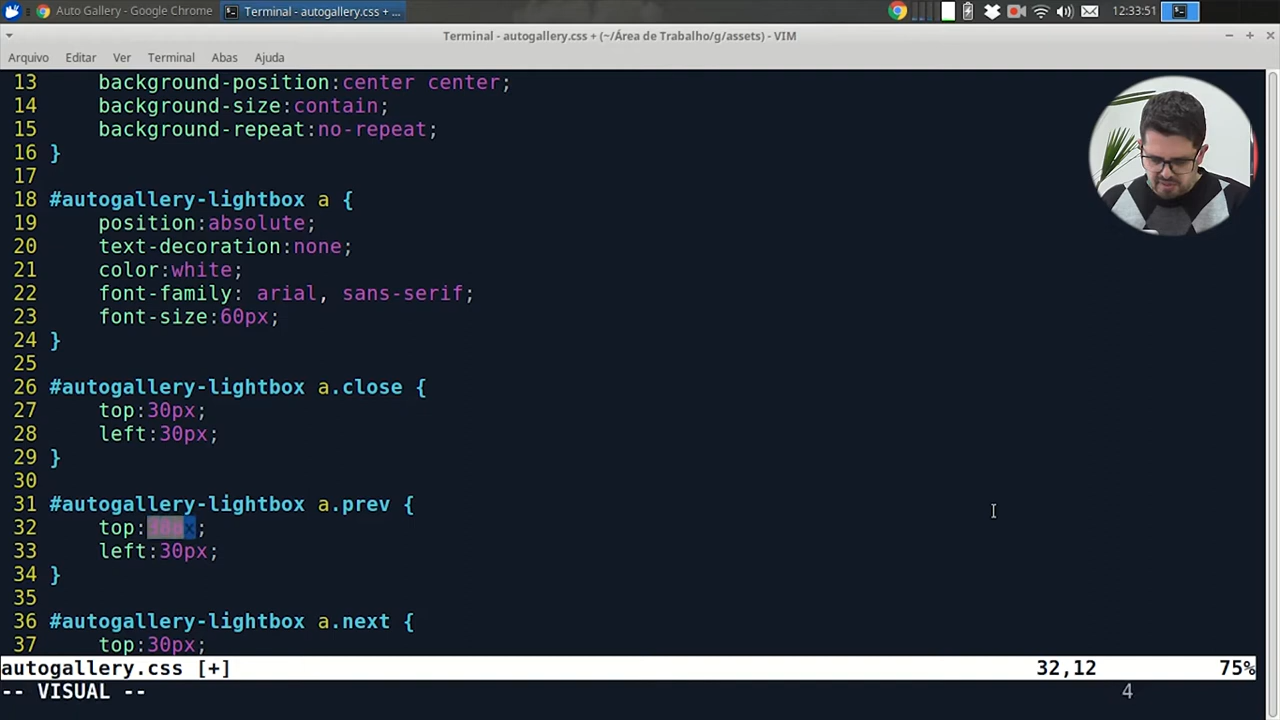 Auto Gallery - Google Chrome
Terminal - autogallery.css + ...
12:33:51
Terminal - autogallery.css + (~/Área de Trabalho/g/assets) - VIM
Arquivo Editar Ver Terminal Abas Ajuda
13 background-position:center center;
14 background-size:contain;
15 background-repeat:no-repeat;
16 }
17
18 #autogallery-lightbox a {
19 position:absolute;
20 text-decoration:none;
21 color:white;
22 font-family: arial, sans-serif;
23 font-size:60px;
24 }
25
26 #autogallery-lightbox a.close {
27 top:30px;
28 left:30px;
29 }
30
31 #autogallery-lightbox a.prev {
32 top:30px;
33 left:30px;
34 }
35
36 #autogallery-lightbox a.next {
37 top:30px;
autogallery.css [+] 32,12 75%
-- VISUAL -- 4